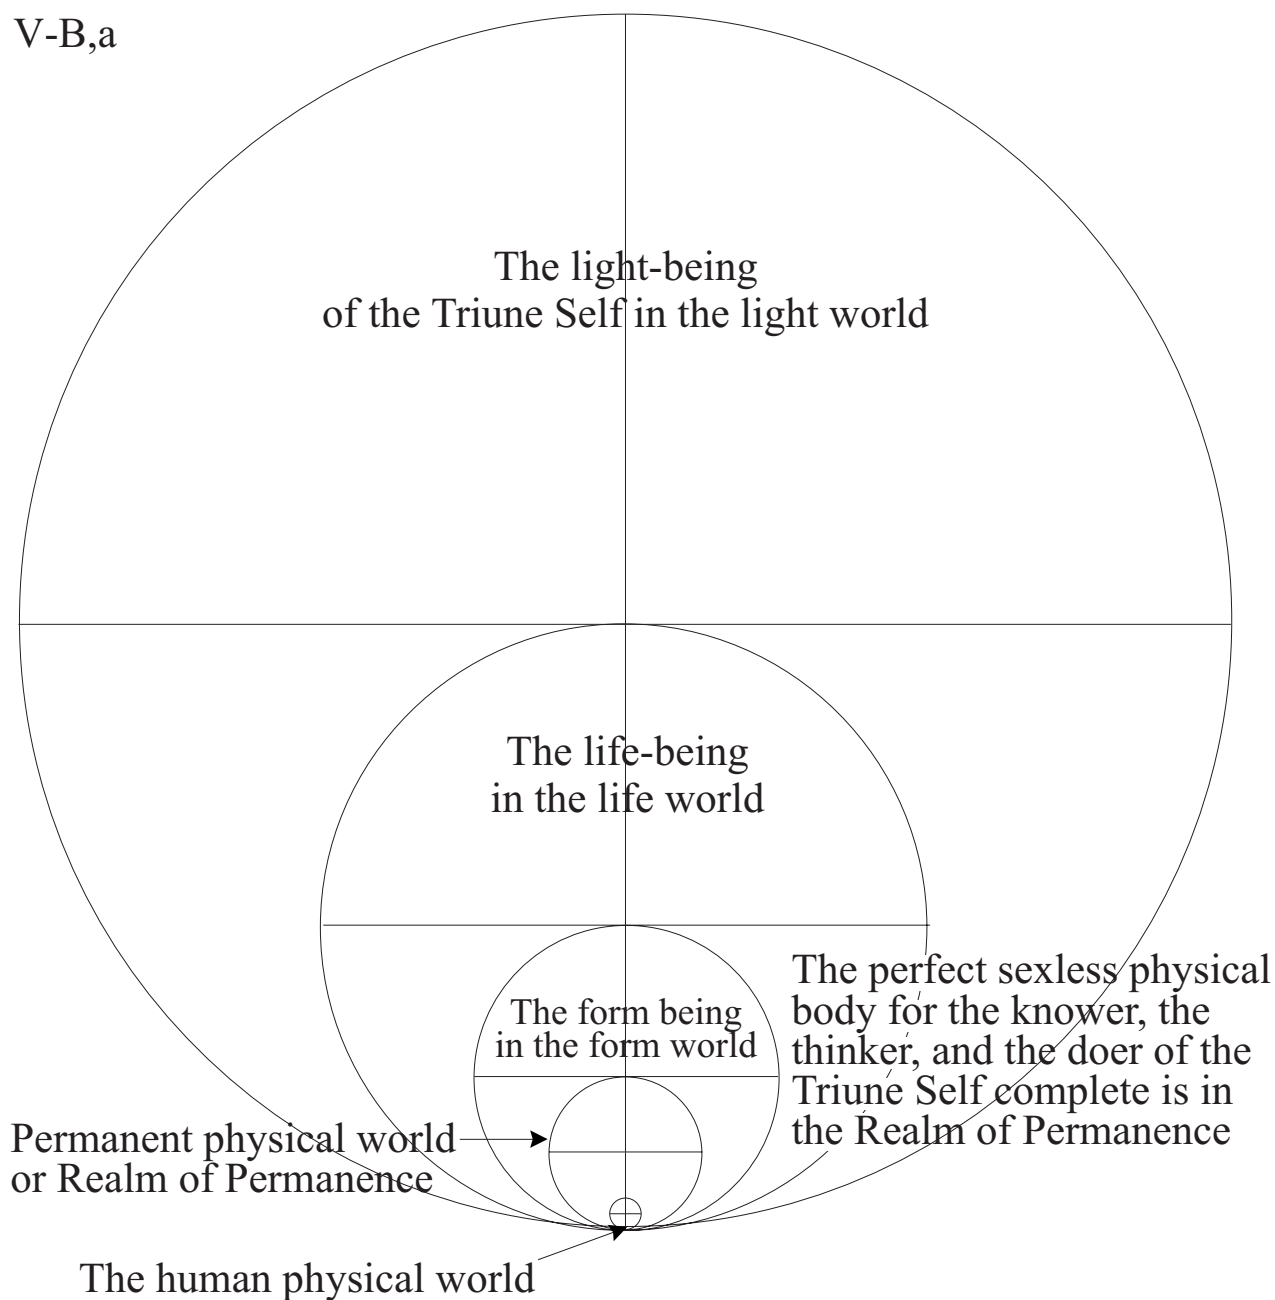 V-B,a
The light-being
of the Triune Self in the light world
The life-being
in the life world
The form being
in the form world
The perfect sexless physical
body for the knower, the
thinker, and the doer of the
Triune Self complete is in
the Realm of Permanence
Permanent physical world
or Realm of Permanence
The human physical world